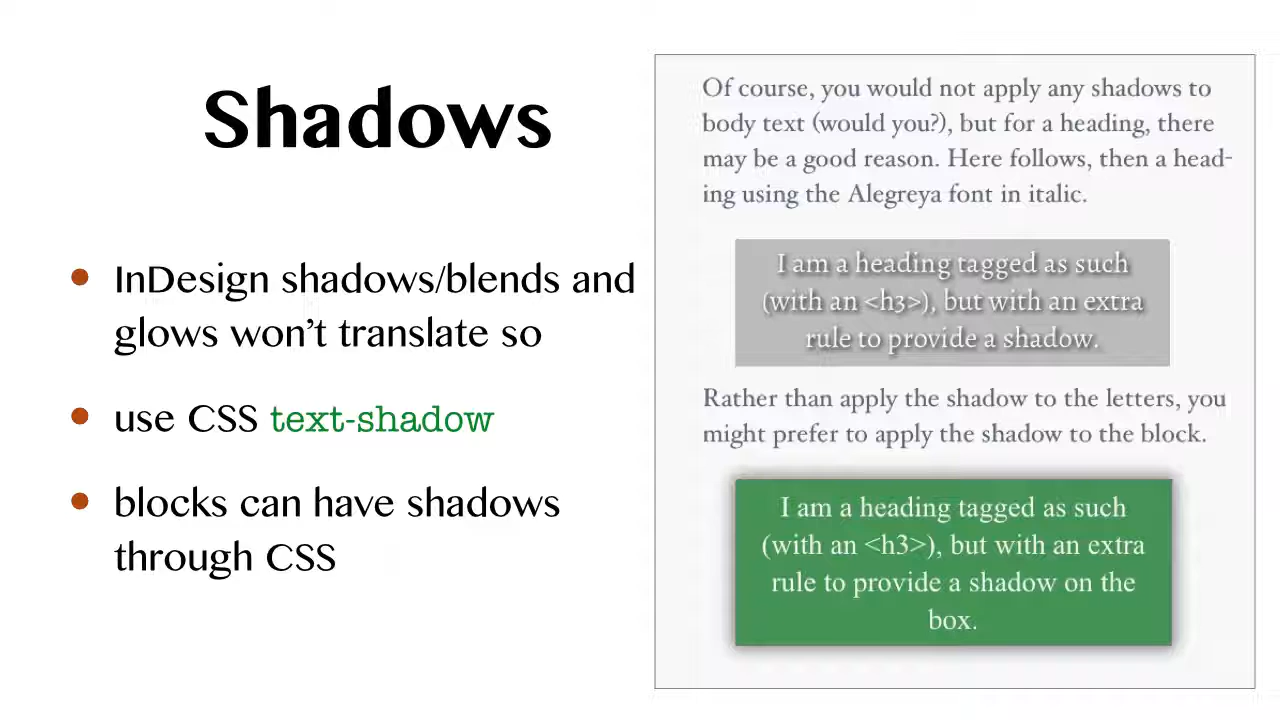 Shadows
InDesign shadows/blends and
glows won’t translate so
use CSS text-shadow
blocks can have shadows
through CSS
Of course, you would not apply any shadows to
body text (would you?), but for a heading, there
may be a good reason. Here follows, then a head-
ing using the Alegreya font in italic.
I am a heading tagged as such
(with an <h3>), but with an extra
rule to provide a shadow.
Rather than apply the shadow to the letters, you
might prefer to apply the shadow to the block.
I am a heading tagged as such
(with an <h3>), but with an extra
rule to provide a shadow on the
box.